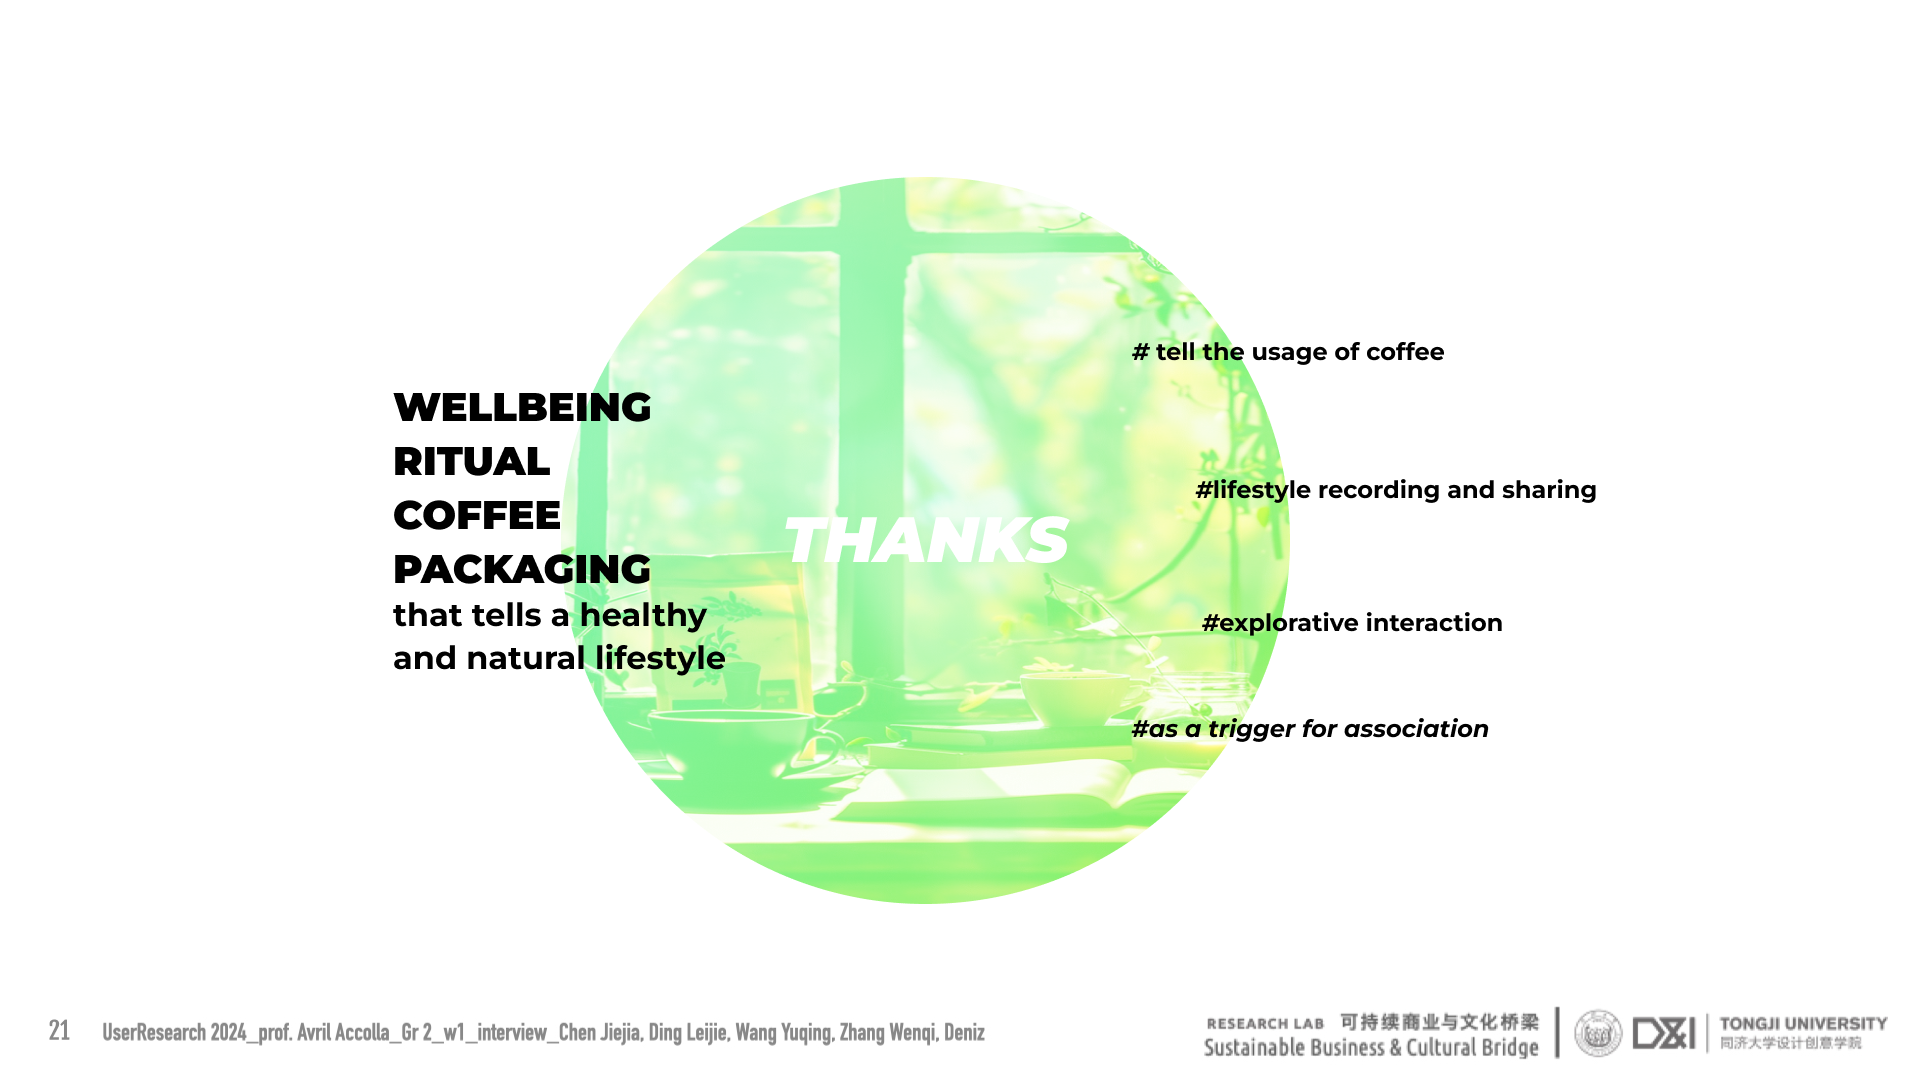 WELLBEING
RITUAL
COFFEE
PACKAGING
that tells a healthy
and natural lifestyle
THANKS
# tell the usage of coffee
#lifestyle recording and sharing
#explorative interaction
#as a trigger for association
21
UserResearch 2024_prof. Avril Accolla_Gr 2_w1_interview_Chen Jiejia, Ding Leijie, Wang Yuqing, Zhang Wenqi, Deniz
RESEARCH LAB 可持续商业与文化桥梁
Sustainable Business & Cultural Bridge
D&I
TONGJI UNIVERSITY
同济大学设计创意学院